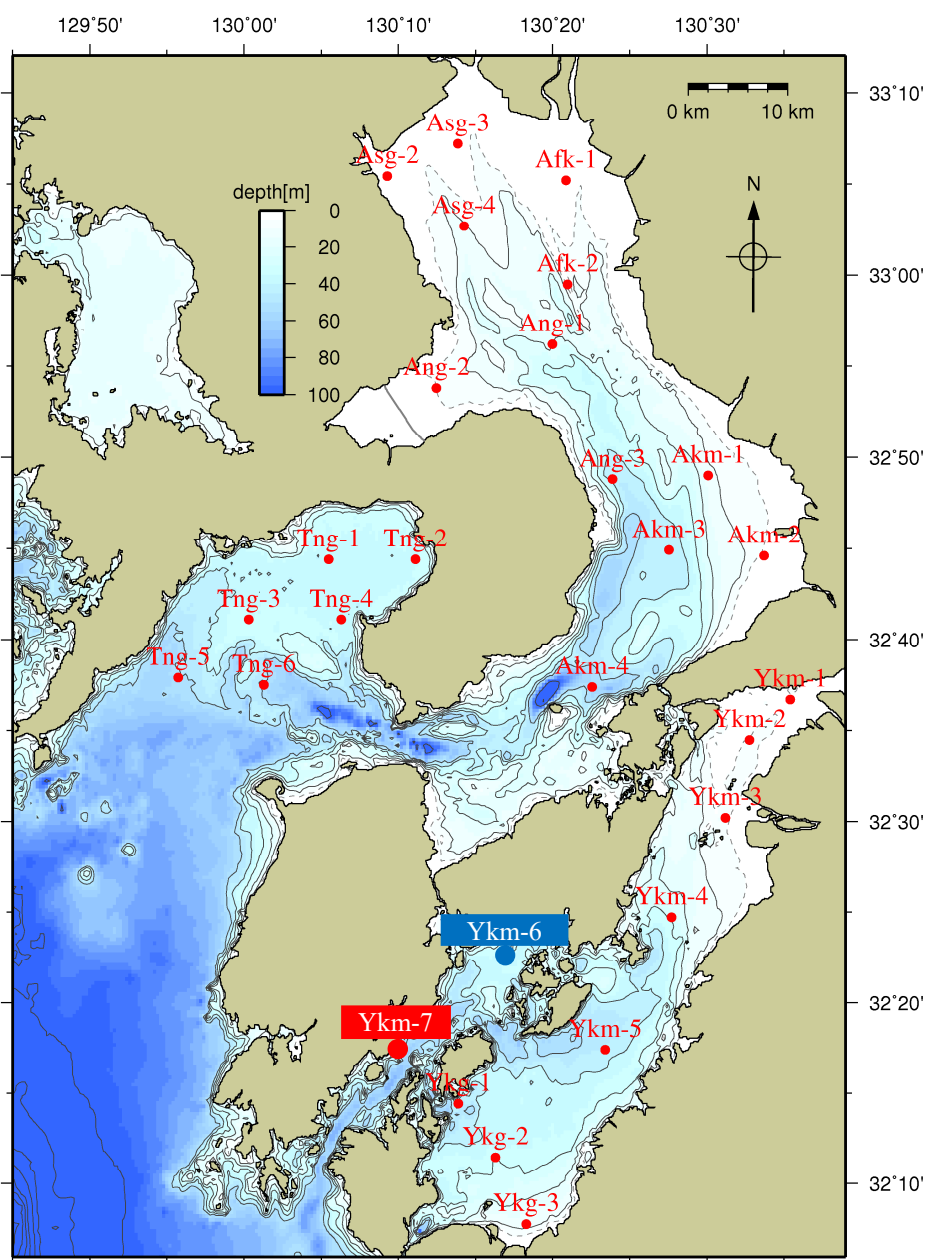 129˚50' 130˚00' 130˚10' 130˚20' 130˚30'
33˚10'
0 km 10 km
Asg-3
Asg-2
Afk-1
depth[m]
0
20
40
60
80
100
N
Asg-4
Afk-2
33˚00'
Ang-1
Ang-2
32˚50'
Ang-3
Akm-1
Akm-3
Akm-2
Tng-1
Tng-2
Tng-3
Tng-4
32˚40'
Tng-5
Tng-6
Akm-4
Ykm-1
Ykm-2
Ykm-3
32˚30'
Ykm-4
Ykm-6
32˚20'
Ykm-7
Ykm-5
Ykg-1
Ykg-2
32˚10'
Ykg-3